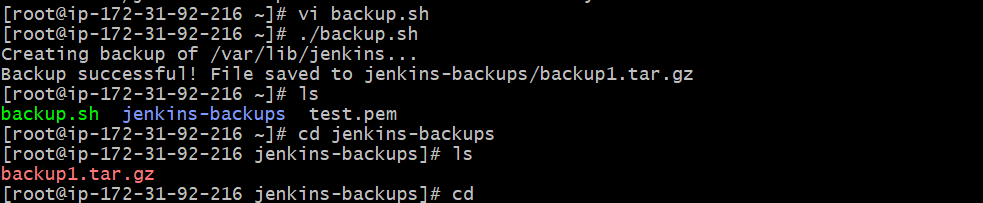 [root@ip-172-31-92-216 ~]# vi backup.sh
[root@ip-172-31-92-216 ~]# ./backup.sh
Creating backup of /var/lib/jenkins...
Backup successful! File saved to jenkins-backups/backup1.tar.gz
[root@ip-172-31-92-216 ~]# ls
backup.sh  jenkins-backups  test.pem
[root@ip-172-31-92-216 ~]# cd jenkins-backups
[root@ip-172-31-92-216 jenkins-backups]# ls
backup1.tar.gz
[root@ip-172-31-92-216 jenkins-backups]# cd